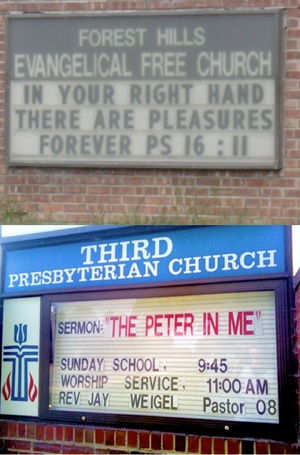 FOREST HILLS
EVANGELICAL FREE CHURCH
IN YOUR RIGHT HAND
THERE ARE PLEASURES
FOREVER PS 16 : 11
THIRD
PRESBYTERIAN CHURCH
SERMON: "THE PETER IN ME"
SUNDAY SCHOOL, 9:45
WORSHIP SERVICE, 11:00 AM
REV JAY WEIGEL Pastor 08